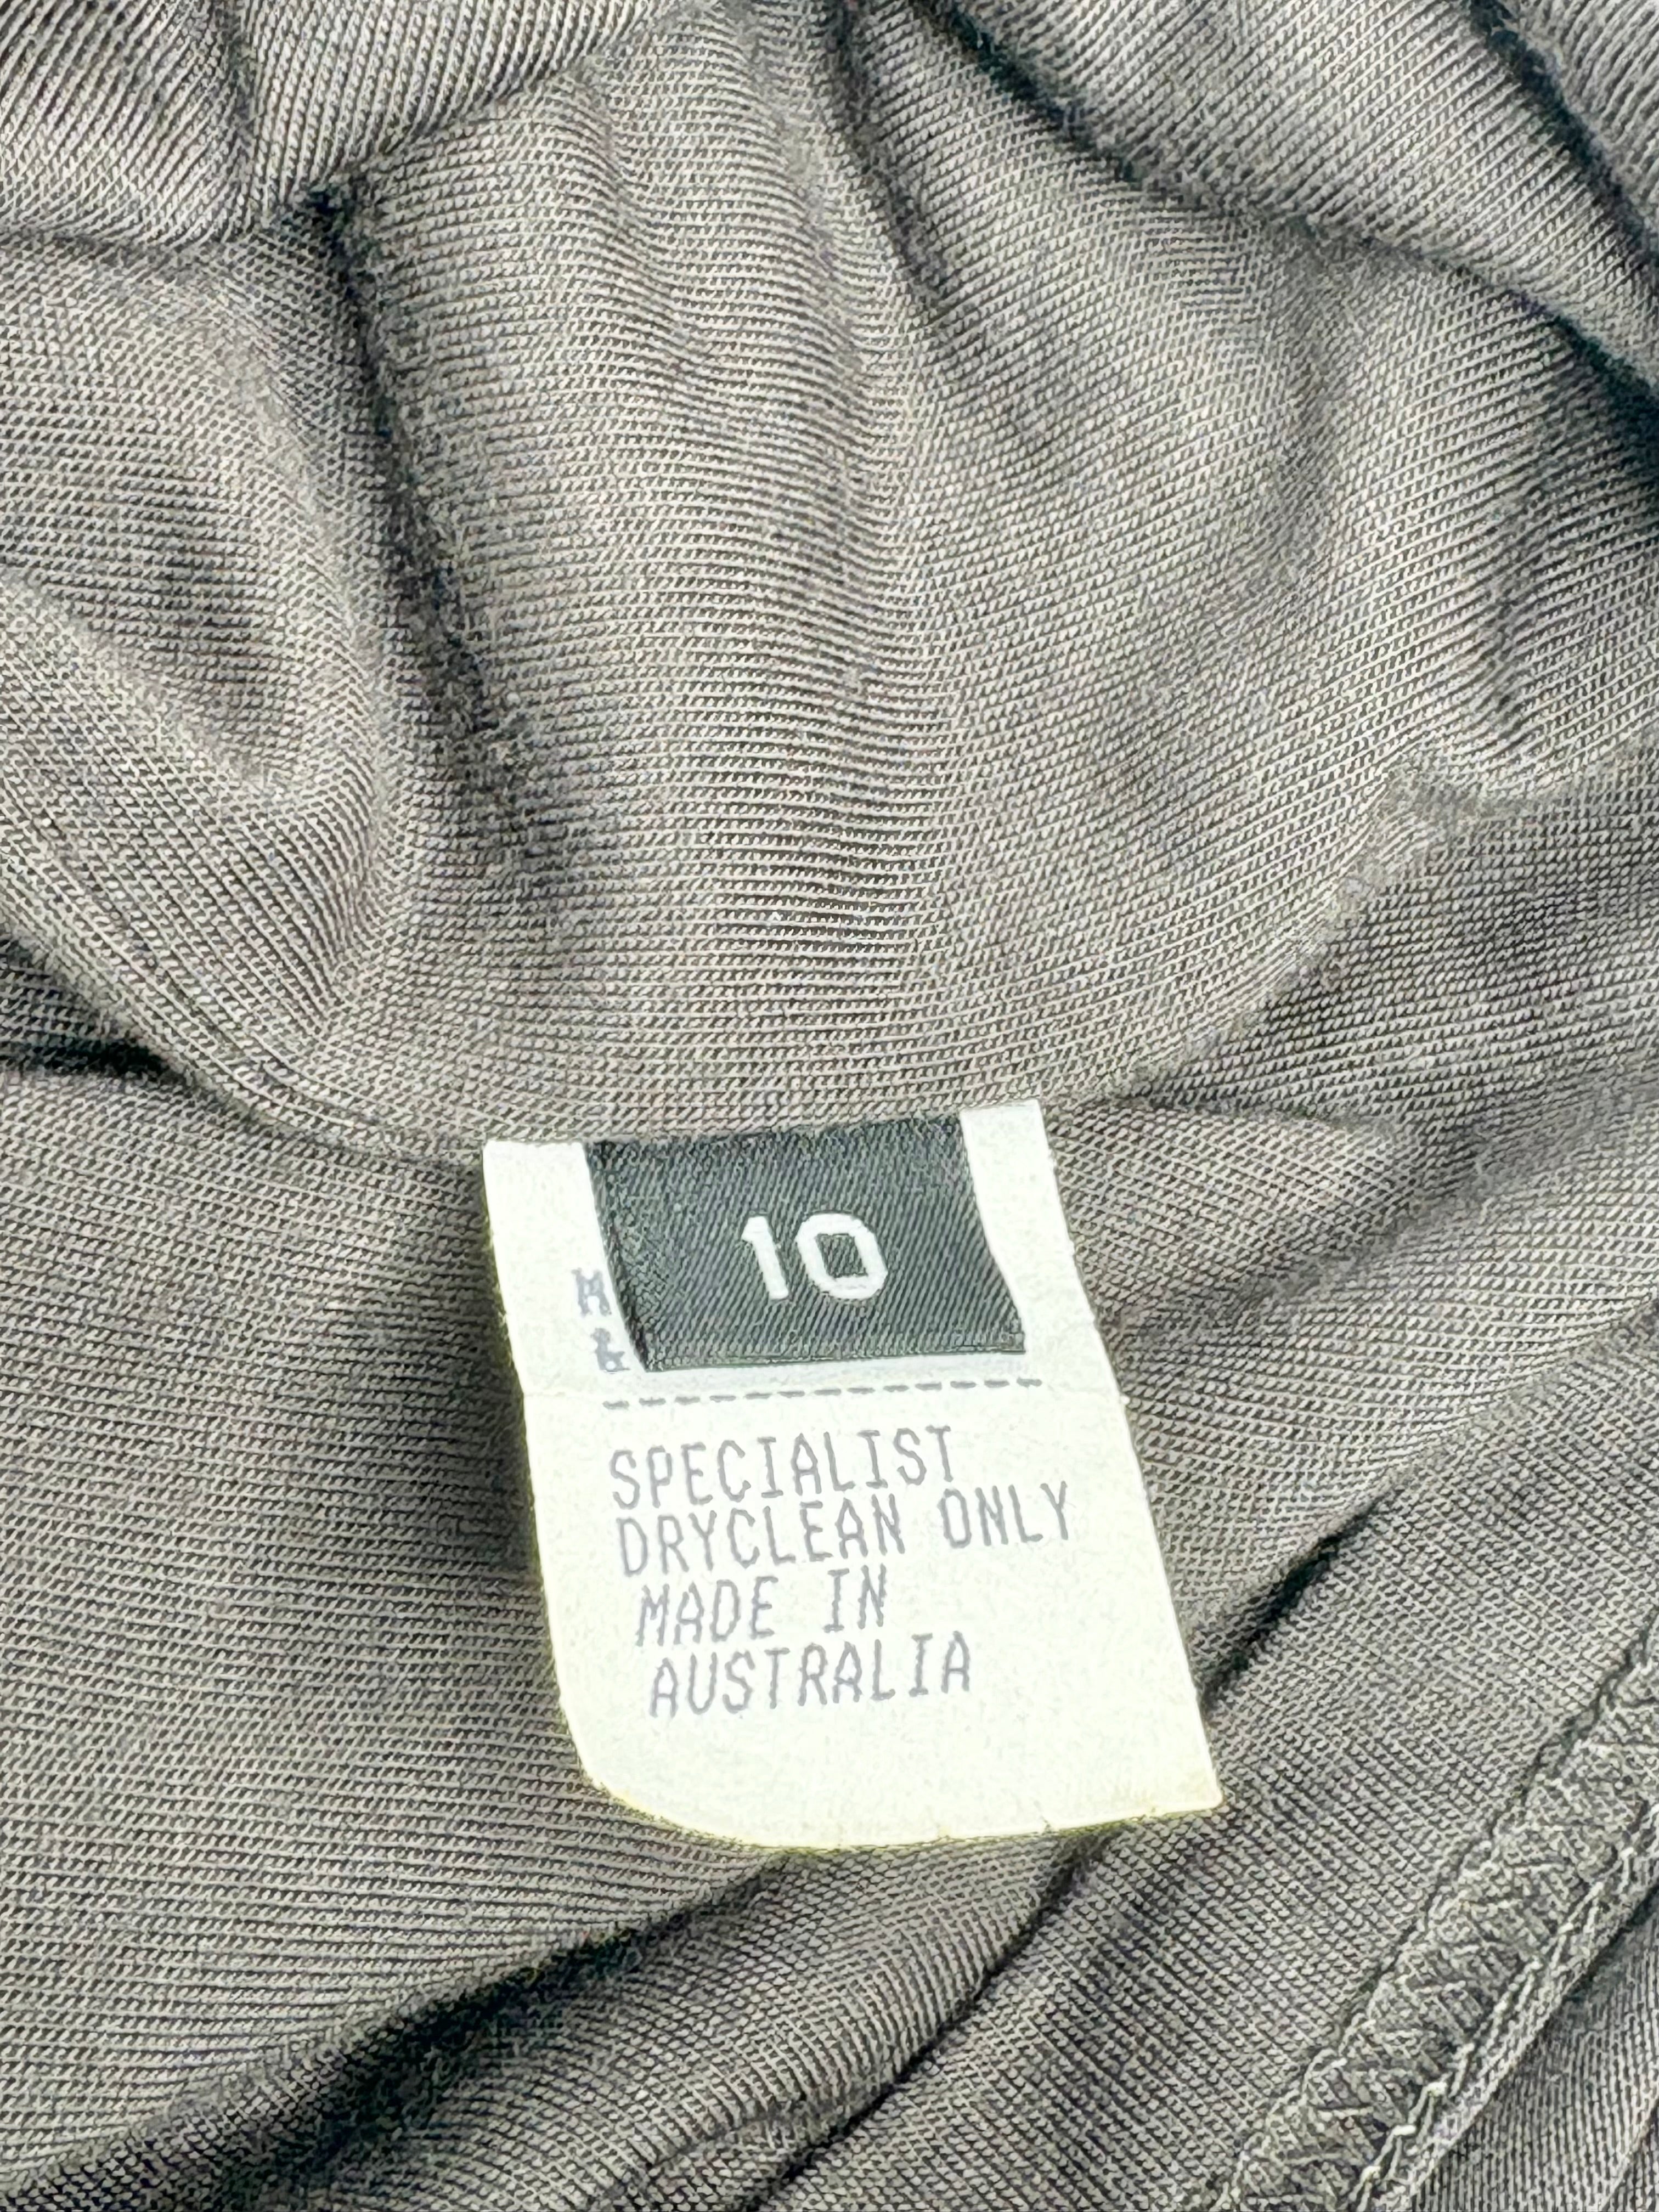 10
&
SPECIALIST
DRYCLEAN ONLY
MADE IN
AUSTRALIA